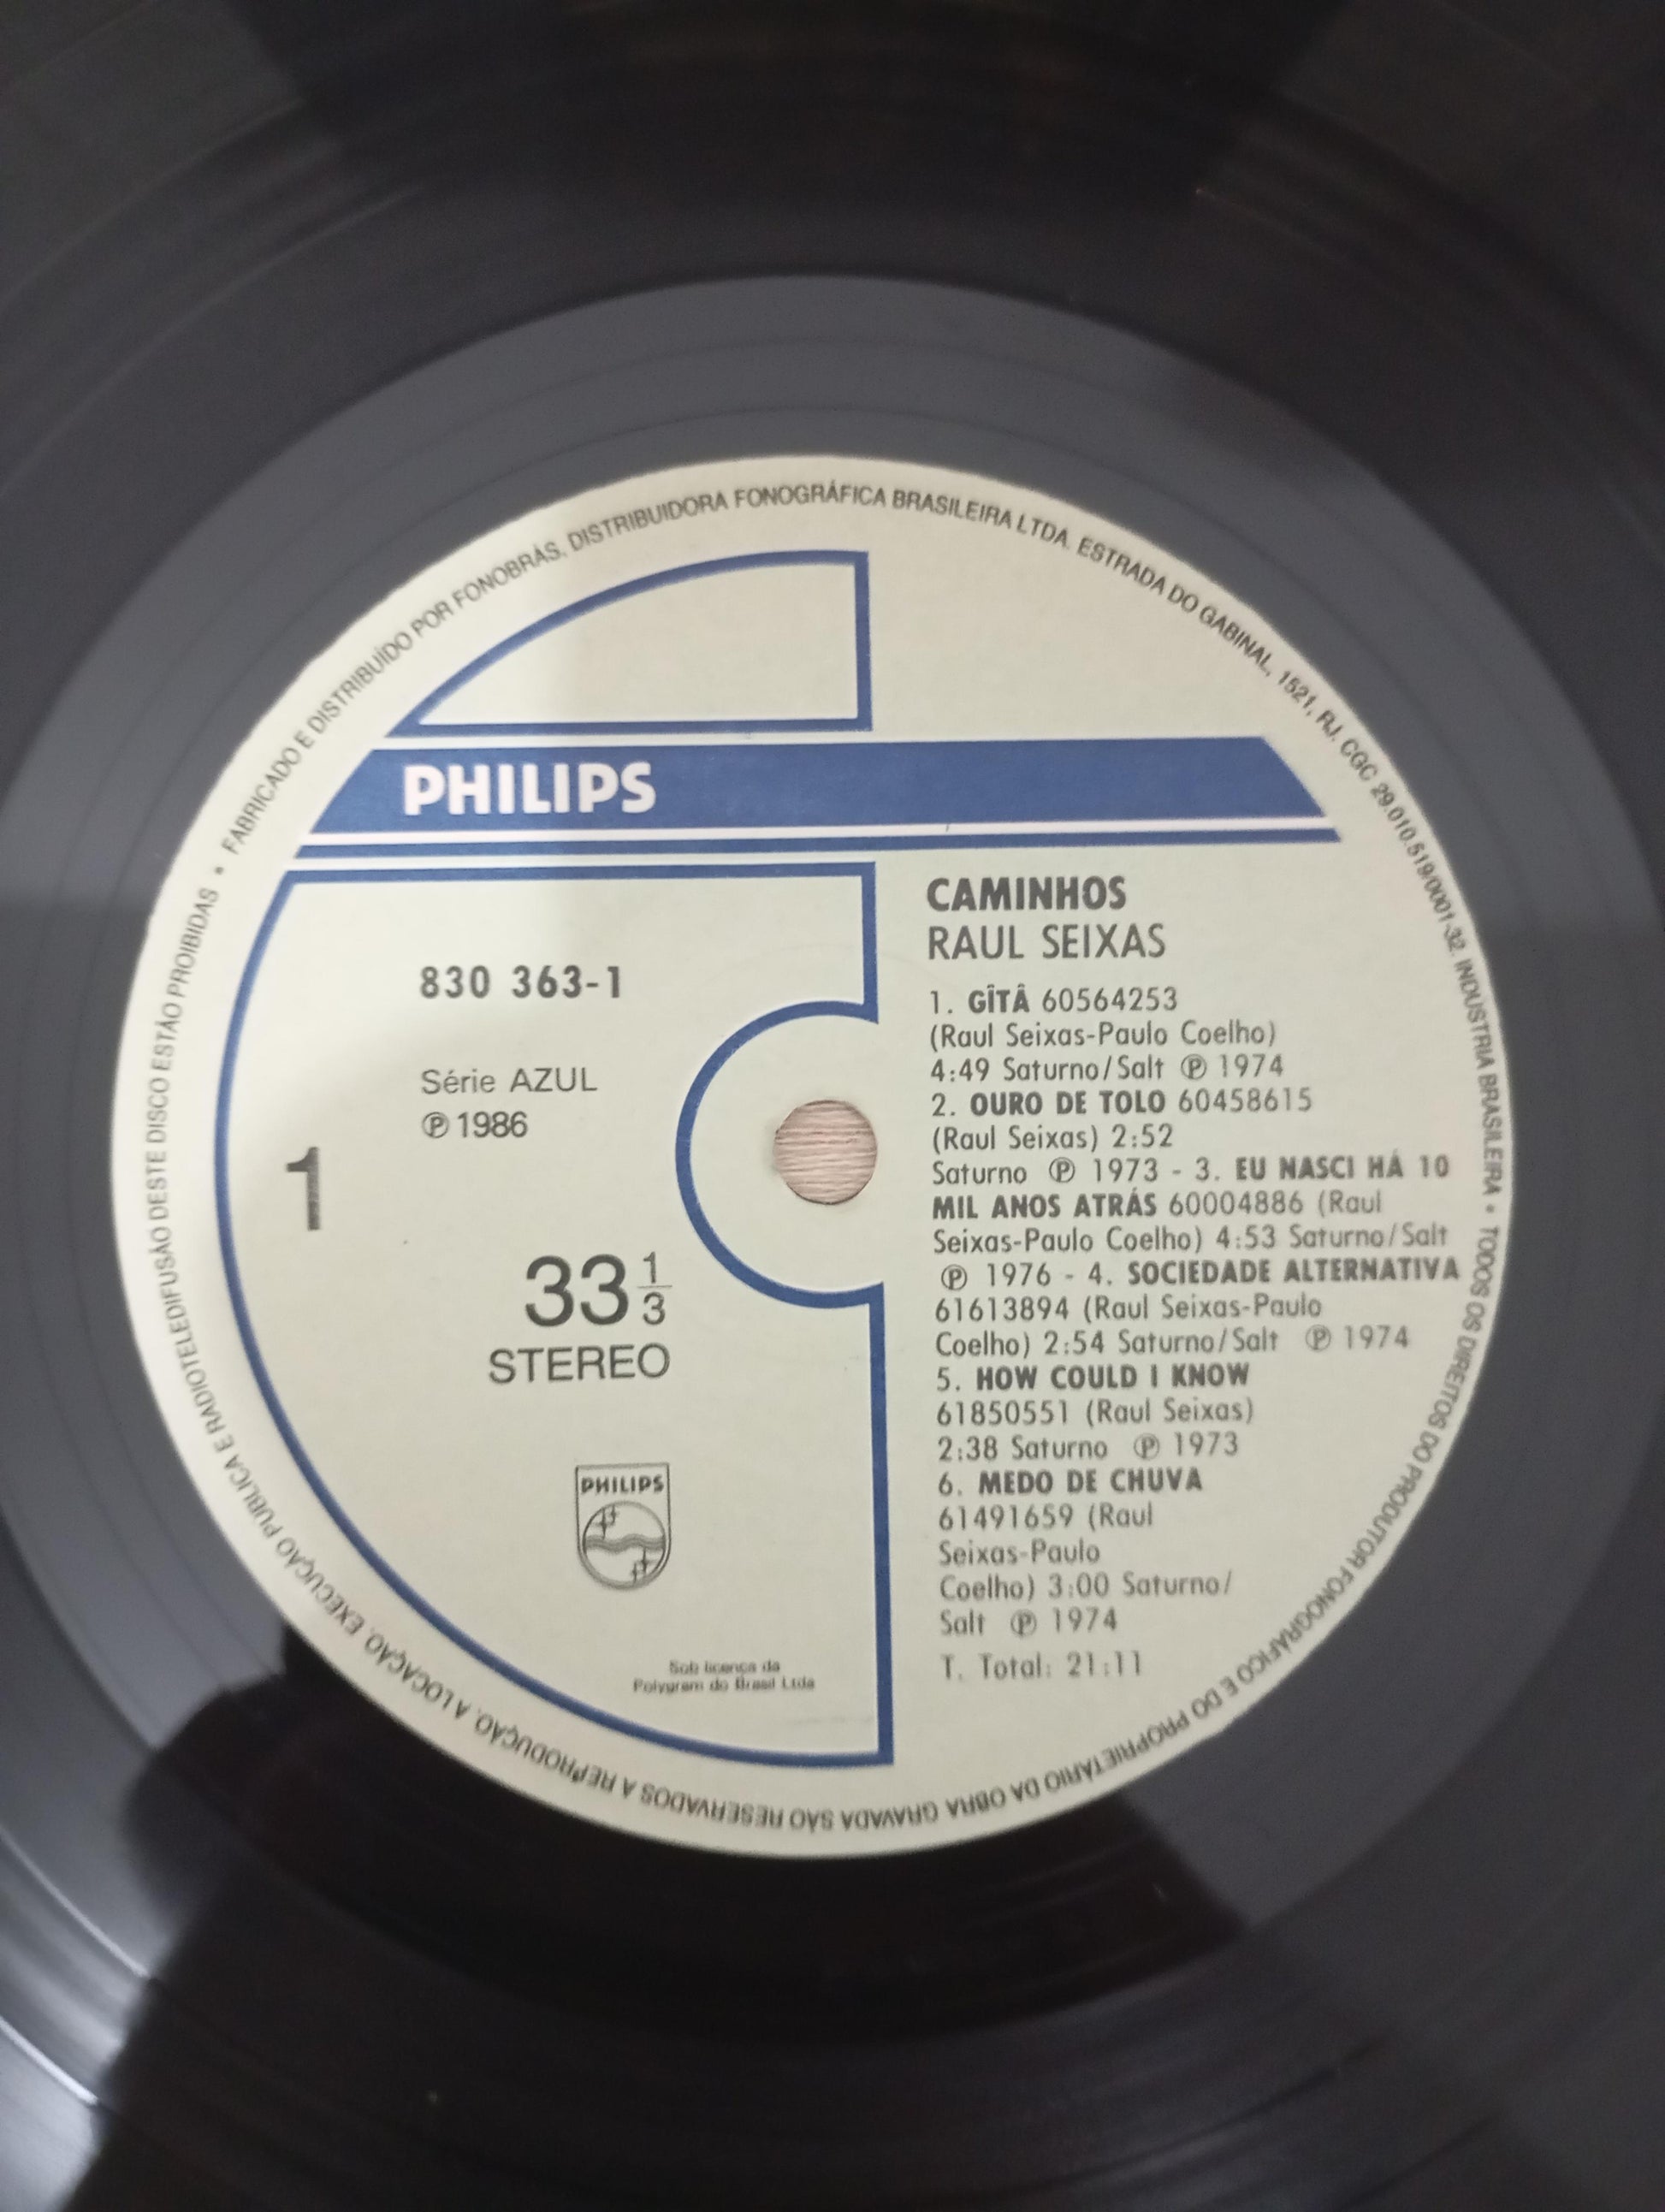 FABRICADO E DISTRIBUÍDO POR FONOBRÁS, DISTRIBUIDORA FONOGRÁFICA BRASILEIRA LTDA. ESTRADA DO GABINAL, 1521, RJ. CGC 29.010.519/0001-32. INDÚSTRIA BRASILEIRA • TODOS OS DIREITOS DO PRODUTOR FONOGRÁFICO E DO PROPRIETÁRIO DA OBRA GRAVADA SÃO RESERVADOS A REPRODUÇÃO, A LOCAÇÃO, EXECUÇÃO PÚBLICA E RADIOTELEDIFUSÃO DESTE DISCO ESTÃO PROIBIDAS •
PHILIPS
830 363-1
Série AZUL
℗ 1986
1
33 1/3
STEREO
PHILIPS
Sob licença da
Polygram do Brasil Ltda
CAMINHOS
RAUL SEIXAS
1. GÎTÂ 60564253
(Raul Seixas-Paulo Coelho)
4:49 Saturno/Salt ℗ 1974
2. OURO DE TOLO 60458615
(Raul Seixas) 2:52
Saturno ℗ 1973 - 3. EU NASCI HÁ 10
MIL ANOS ATRÁS 60004886 (Raul
Seixas-Paulo Coelho) 4:53 Saturno/Salt
℗ 1976 - 4. SOCIEDADE ALTERNATIVA
61613894 (Raul Seixas-Paulo
Coelho) 2:54 Saturno/Salt ℗ 1974
5. HOW COULD I KNOW
61850551 (Raul Seixas)
2:38 Saturno ℗ 1973
6. MEDO DE CHUVA
61491659 (Raul
Seixas-Paulo
Coelho) 3:00 Saturno/
Salt ℗ 1974
T. Total: 21:11